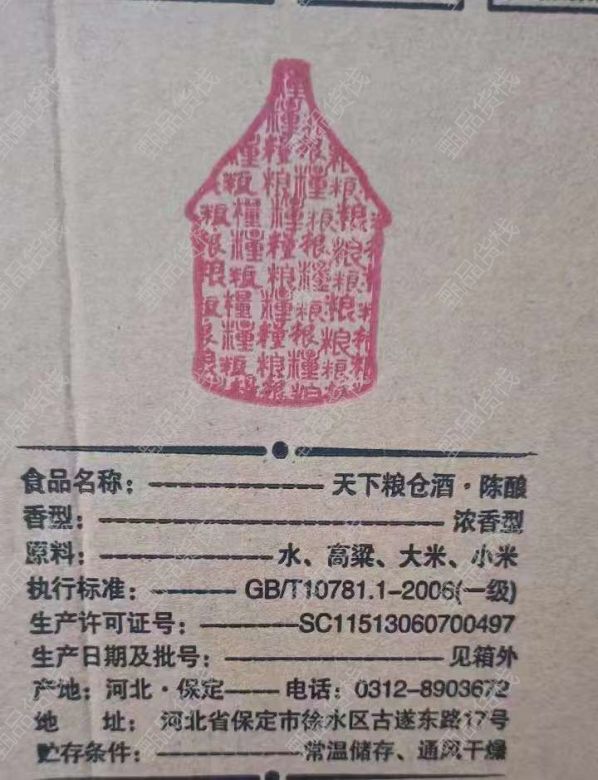 食品名称：天下粮仓酒·陈酿
香型：浓香型
原料：水、高粱、大米、小米
执行标准：GB/T10781.1-2006(一级)
生产许可证号：SC11513060700497
生产日期及批号：见箱外
产地：河北·保定 电话：0312-8903672
地 址：河北省保定市徐水区古遂东路17号
贮存条件：常温储存、通风干燥